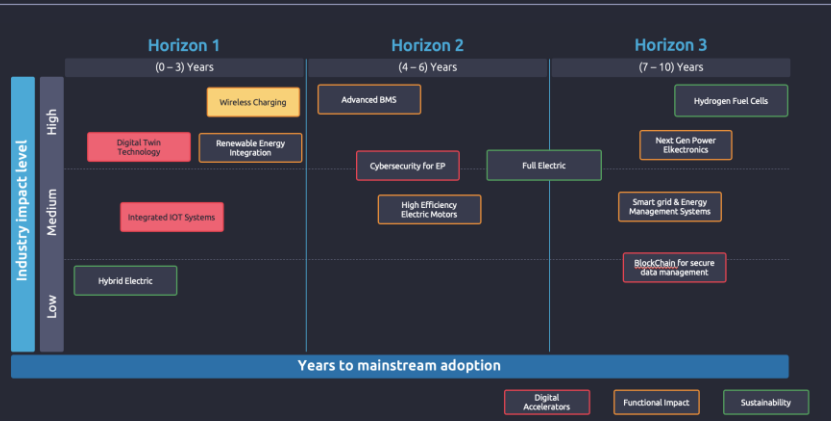 Horizon 1
Horizon 2
Horizon 3
(0 – 3) Years
(4 – 6) Years
(7 – 10) Years
Industry impact level
High
Medium
Low
Wireless Charging
Advanced BMS
Hydrogen Fuel Cells
Digital Twin
Technology
Renewable Energy
Integration
Next Gen Power
Elkectronics
Cybersecurity for EP
Full Electric
Integrated IOT Systems
High Efficiency
Electric Motors
Smart grid & Energy
Management Systems
Hybrid Electric
BlockChain for secure
data management
Years to mainstream adoption
Digital
Accelerators
Functional Impact
Sustainability